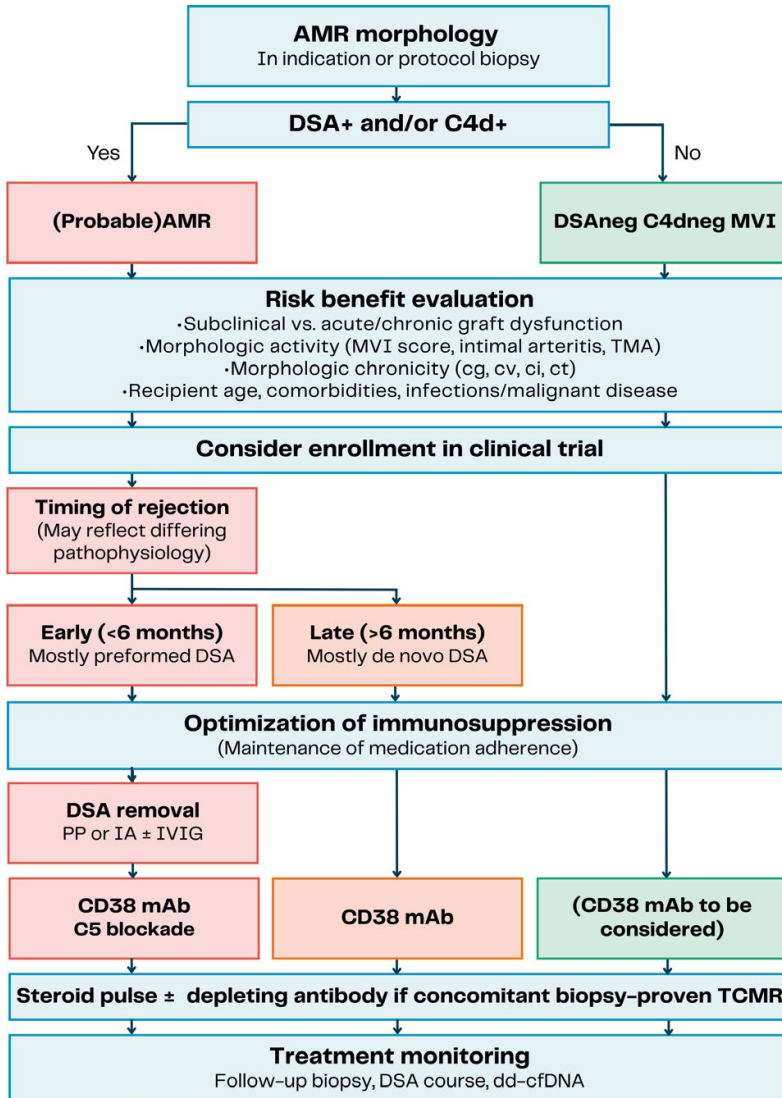 AMR morphology
In indication or protocol biopsy
DSA+ and/or C4d+
Yes
No
(Probable)AMR
DSAneg C4dneg MVI
Risk benefit evaluation
•Subclinical vs. acute/chronic graft dysfunction
•Morphologic activity (MVI score, intimal arteritis, TMA)
•Morphologic chronicity (cg, cv, ci, ct)
•Recipient age, comorbidities, infections/malignant disease
Consider enrollment in clinical trial
Timing of rejection
(May reflect differing
pathophysiology)
Early (<6 months)
Mostly preformed DSA
Late (>6 months)
Mostly de novo DSA
Optimization of immunosuppression
(Maintenance of medication adherence)
DSA removal
PP or IA ± IVIG
CD38 mAb
C5 blockade
CD38 mAb
(CD38 mAb to be
considered)
Steroid pulse ± depleting antibody if concomitant biopsy-proven TCMR
Treatment monitoring
Follow-up biopsy, DSA course, dd-cfDNA